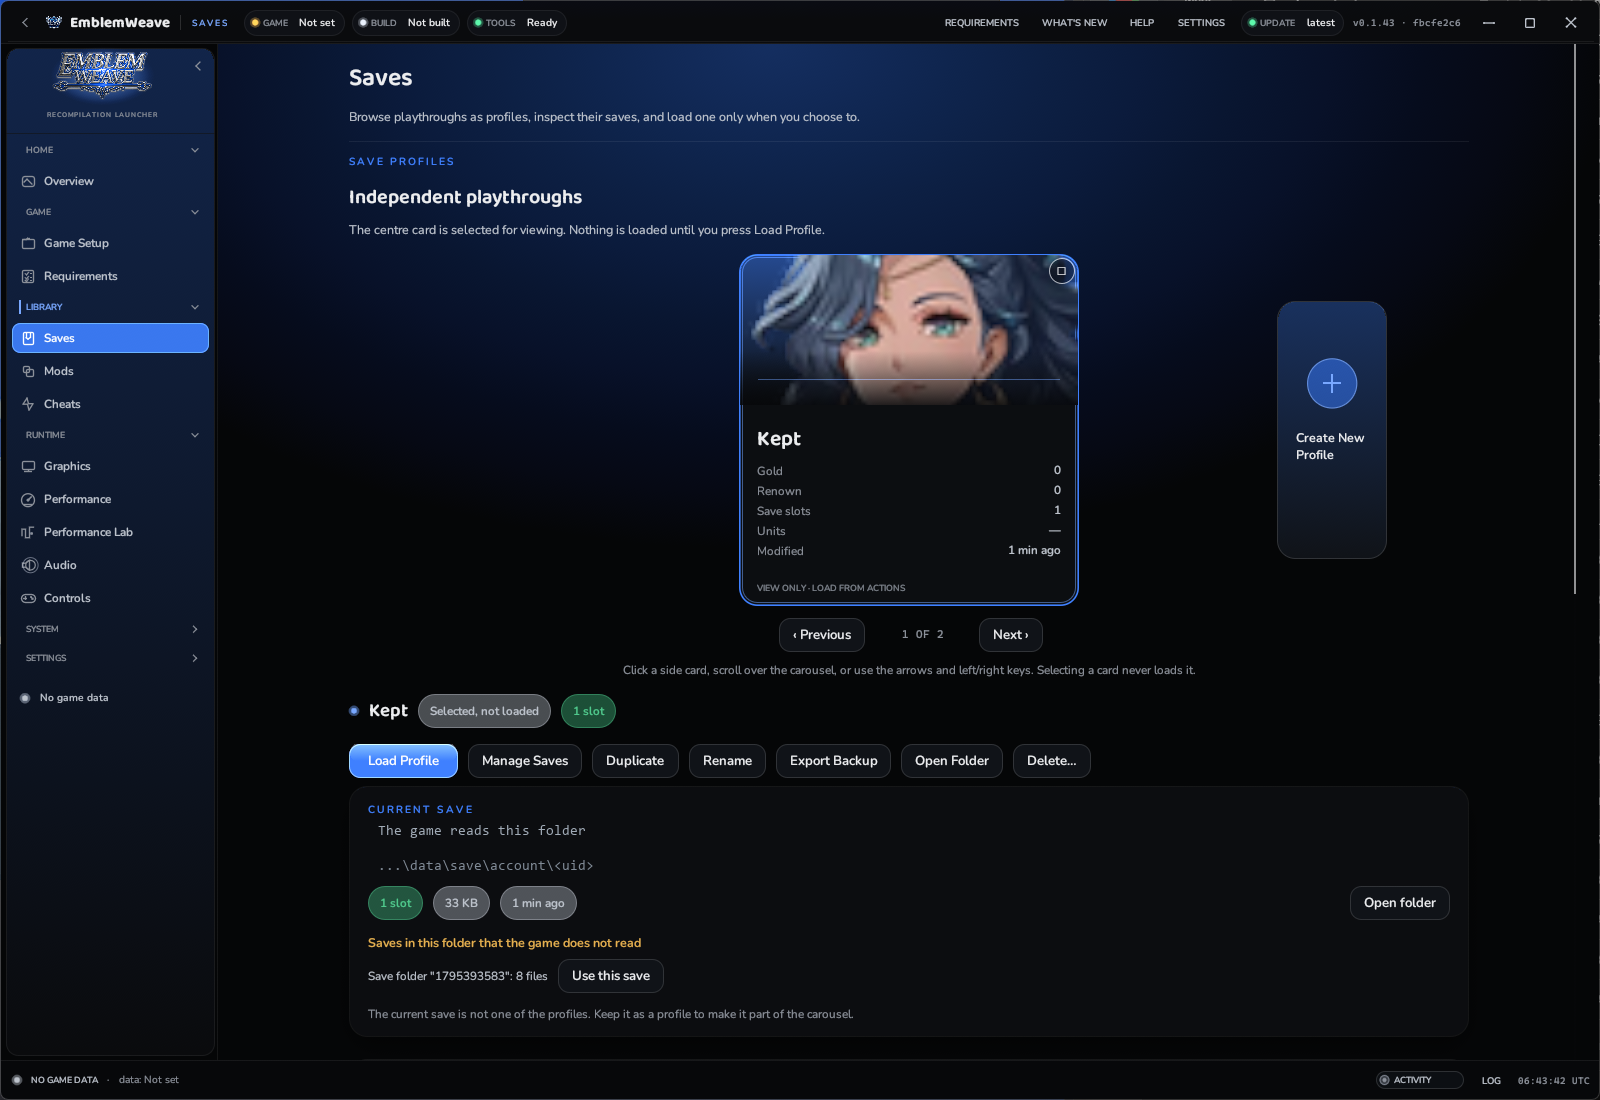 EmblemWeave
SAVES
GAME Not set
BUILD Not built
TOOLS Ready
REQUIREMENTS
WHAT'S NEW
HELP
SETTINGS
UPDATE latest
v0.1.43 · fbcfe2c6
EMBLEM
WEAVE
RECOMPILATION LAUNCHER
HOME
Overview
GAME
Game Setup
Requirements
LIBRARY
Saves
Mods
Cheats
RUNTIME
Graphics
Performance
Performance Lab
Audio
Controls
SYSTEM
SETTINGS
No game data
Saves
Browse playthroughs as profiles, inspect their saves, and load one only when you choose to.
SAVE PROFILES
Independent playthroughs
The centre card is selected for viewing. Nothing is loaded until you press Load Profile.
Kept
Gold 0
Renown 0
Save slots 1
Units —
Modified 1 min ago
VIEW ONLY · LOAD FROM ACTIONS
Create New
Profile
‹ Previous
1 OF 2
Next ›
Click a side card, scroll over the carousel, or use the arrows and left/right keys. Selecting a card never loads it.
Kept
Selected, not loaded
1 slot
Load Profile
Manage Saves
Duplicate
Rename
Export Backup
Open Folder
Delete...
CURRENT SAVE
The game reads this folder
...\data\save\account\<uid>
1 slot
33 KB
1 min ago
Open folder
Saves in this folder that the game does not read
Save folder "1795393583": 8 files
Use this save
The current save is not one of the profiles. Keep it as a profile to make it part of the carousel.
NO GAME DATA · data: Not set
ACTIVITY
LOG
06:43:42 UTC